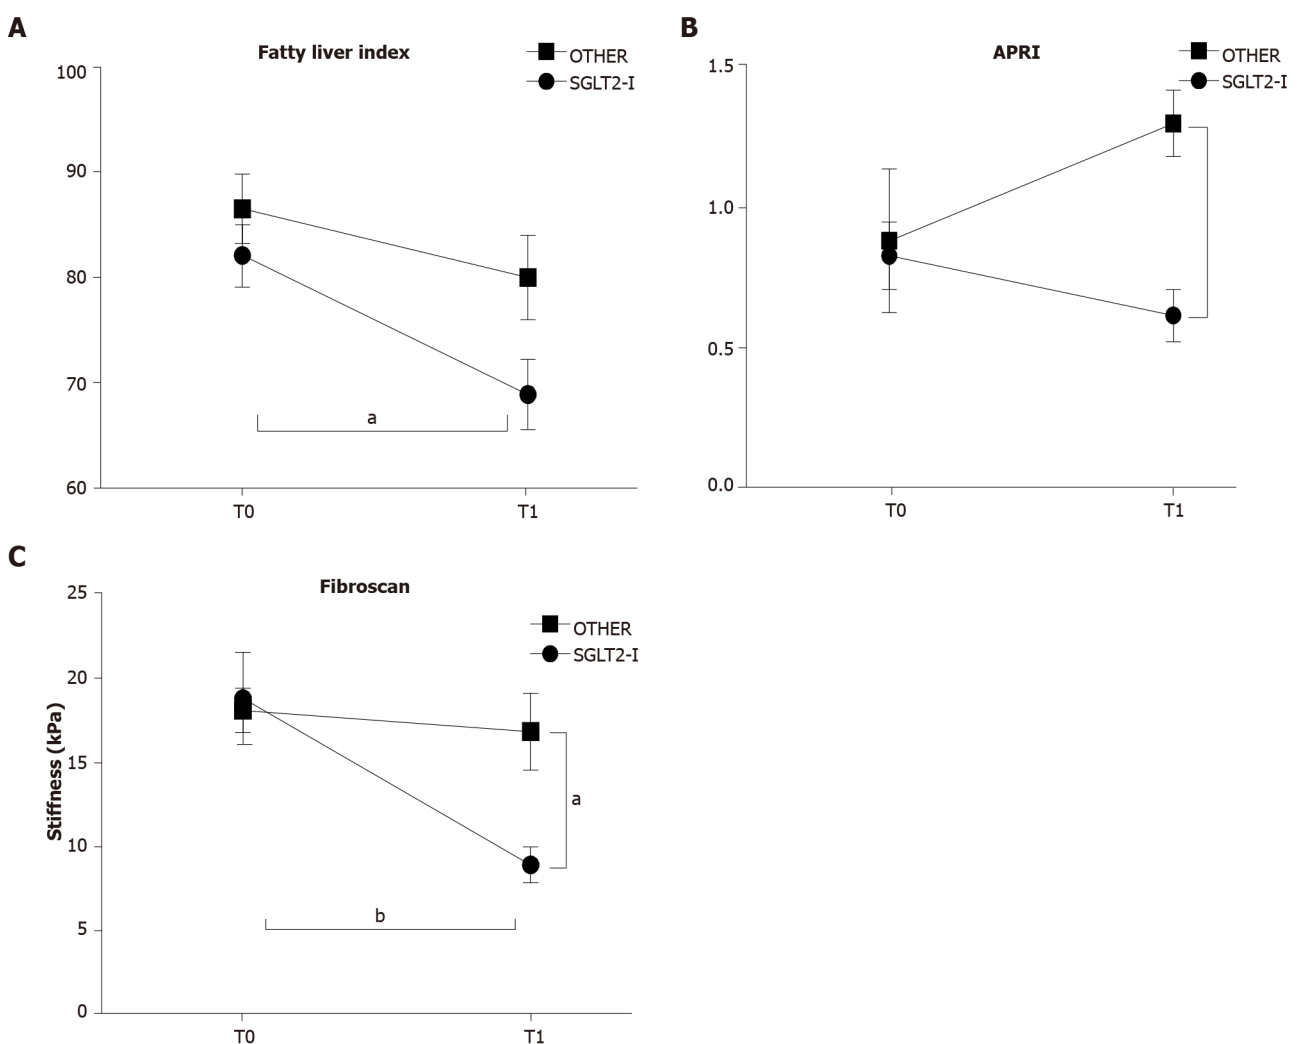 A
Fatty liver index
OTHER
SGLT2-I
100
90
80
70
60
a
T0 T1
B
APRI
OTHER
SGLT2-I
1.5
1.0
0.5
0.0
T0 T1
C
Fibroscan
OTHER
SGLT2-I
Stiffness (kPa)
25
20
15
10
5
0
a
b
T0 T1